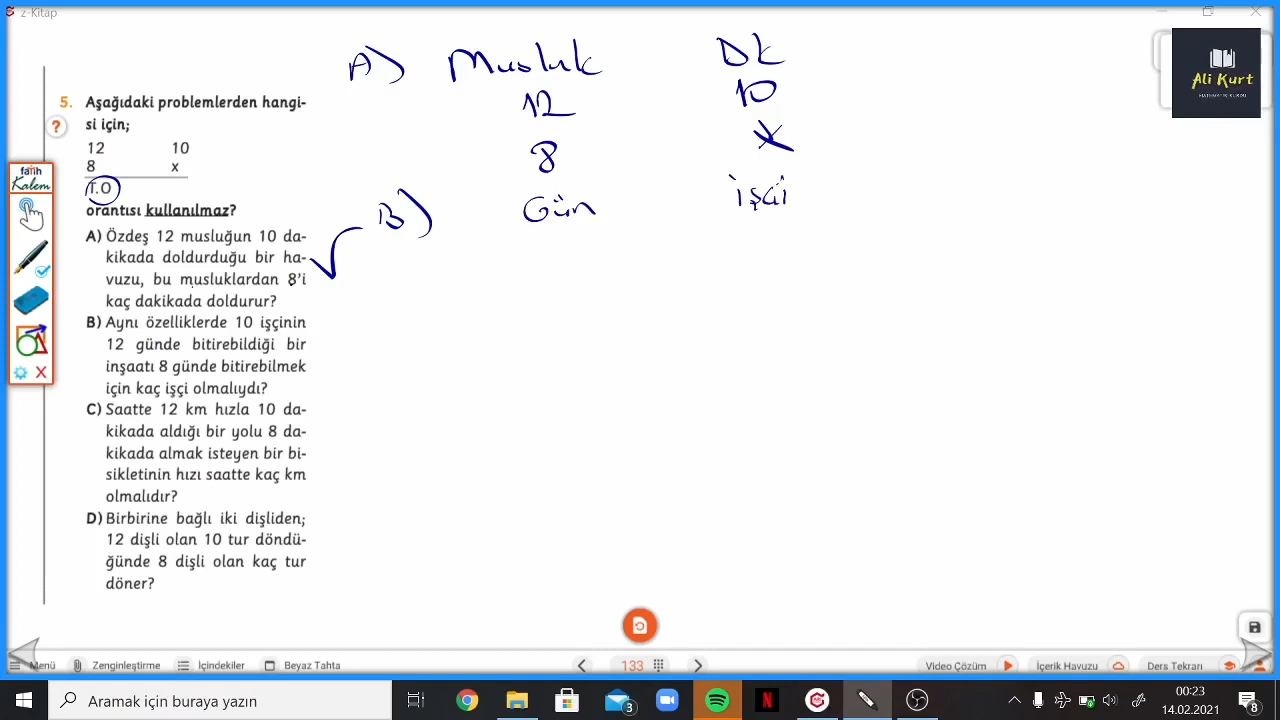 z-Kitap
A) Musluk Dk
12 10
8 x
B) Gün işçi
Ali Kurt
5. Aşağıdaki problemlerden hangi-
si için;
12 10
8 x
T.O
orantısı kullanılmaz?
A) Özdeş 12 musluğun 10 da-
kikada doldurduğu bir ha-
vuzu, bu musluklardan 8'i
kaç dakikada doldurur?
B) Aynı özelliklerde 10 işçinin
12 günde bitirebildiği bir
inşaatı 8 günde bitirebilmek
için kaç işçi olmalıydı?
C) Saatte 12 km hızla 10 da-
kikada aldığı bir yolu 8 da-
kikada almak isteyen bir bi-
sikletinin hızı saatte kaç km
olmalıdır?
D) Birbirine bağlı iki dişliden;
12 dişli olan 10 tur döndü-
ğünde 8 dişli olan kaç tur
döner?
fatih
Kalem
Menü Zenginleştirme İçindekiler Beyaz Tahta 133 Video Çözüm İçerik Havuzu Ders Tekrarı
Aramak için buraya yazın 3 00:23
14.02.2021 8